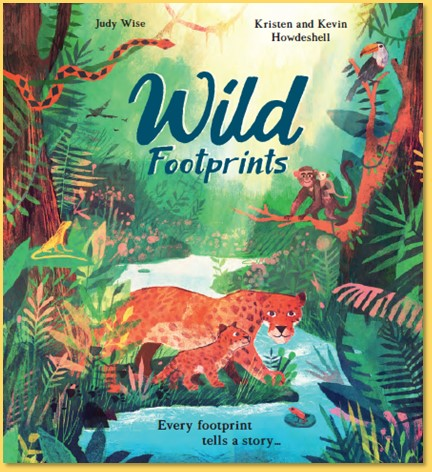 Judy Wise
Kristen and Kevin
Howdeshell
Wild
Footprints
Every footprint
tells a story...